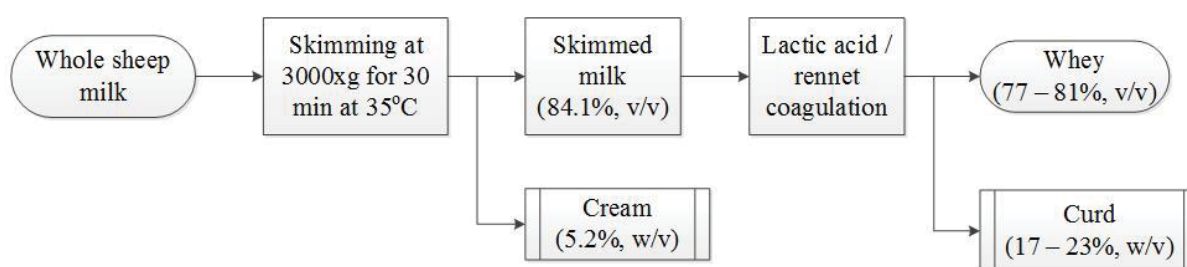 Whole sheep
milk
Skimming at
3000xg for 30
min at 35°C
Skimmed
milk
(84.1%, v/v)
Lactic acid /
rennet
coagulation
Whey
(77 – 81%, v/v)
Cream
(5.2%, w/v)
Curd
(17 – 23%, w/v)